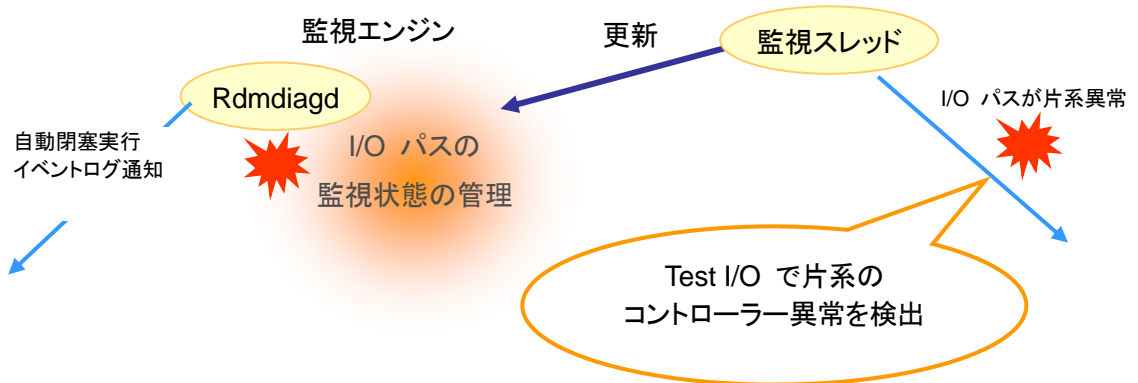 監視エンジン
更新
監視スレッド
Rdmdiagd
I/O パスが片系異常
自動閉塞実行
イベントログ通知
I/O パスの
監視状態の管理
Test I/O で片系の
コントローラー異常を検出